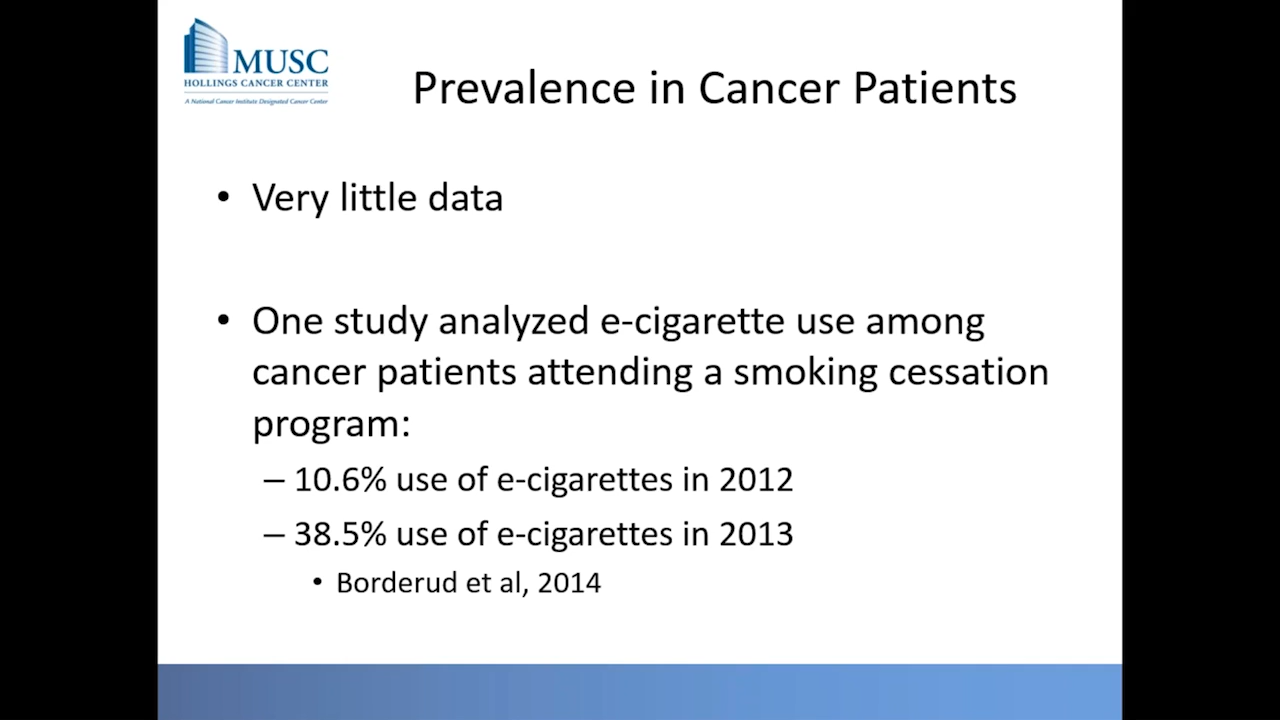 MUSC
HOLLINGS CANCER CENTER
A National Cancer Institute Designated Cancer Center
Prevalence in Cancer Patients
• Very little data
• One study analyzed e-cigarette use among
cancer patients attending a smoking cessation
program:
– 10.6% use of e-cigarettes in 2012
– 38.5% use of e-cigarettes in 2013
• Borderud et al, 2014